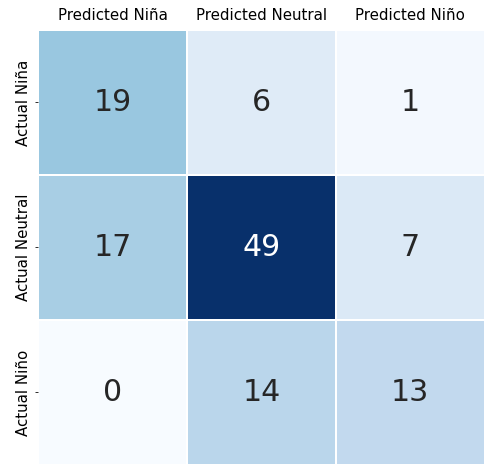 Predicted Niña Predicted Neutral Predicted Niño
Actual Niña
19 6 1
Actual Neutral
17 49 7
Actual Niño
0 14 13